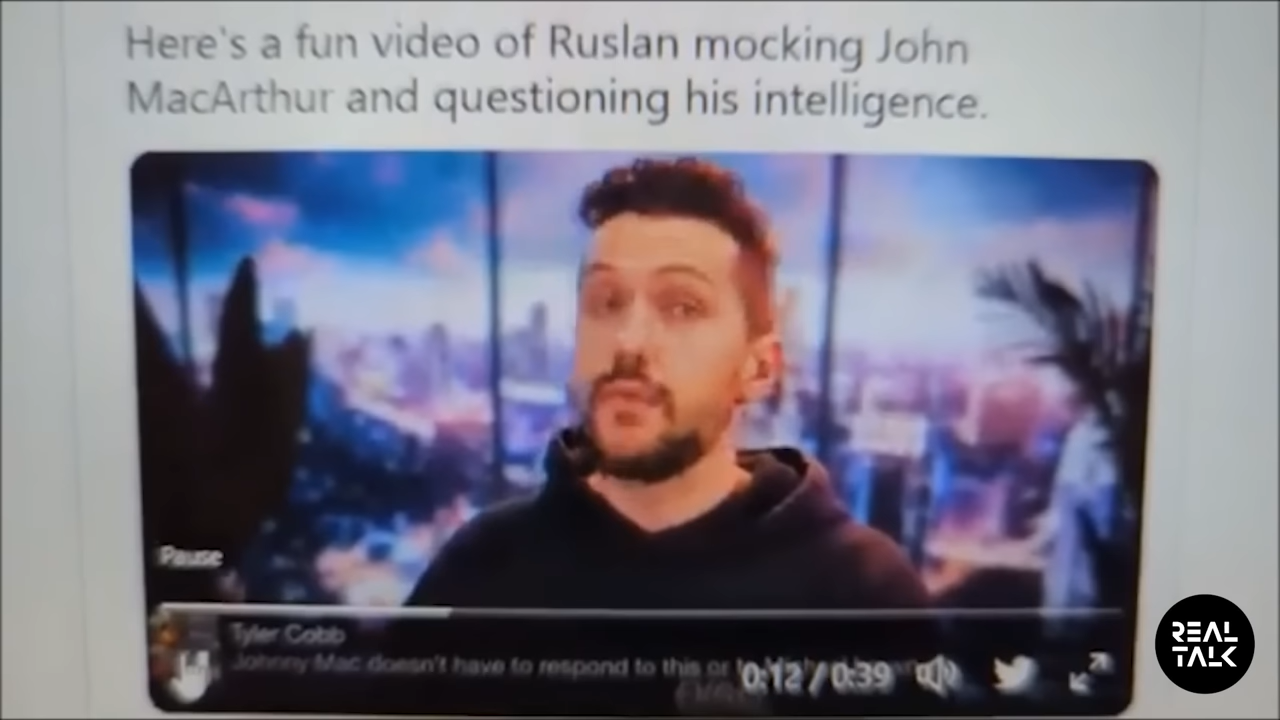 Here's a fun video of Ruslan mocking John
MacArthur and questioning his intelligence.
Pause
Tyler Cobb
Johnny Mac doesn't have to respond to this or
0:12 / 0:39
REAL
TALK